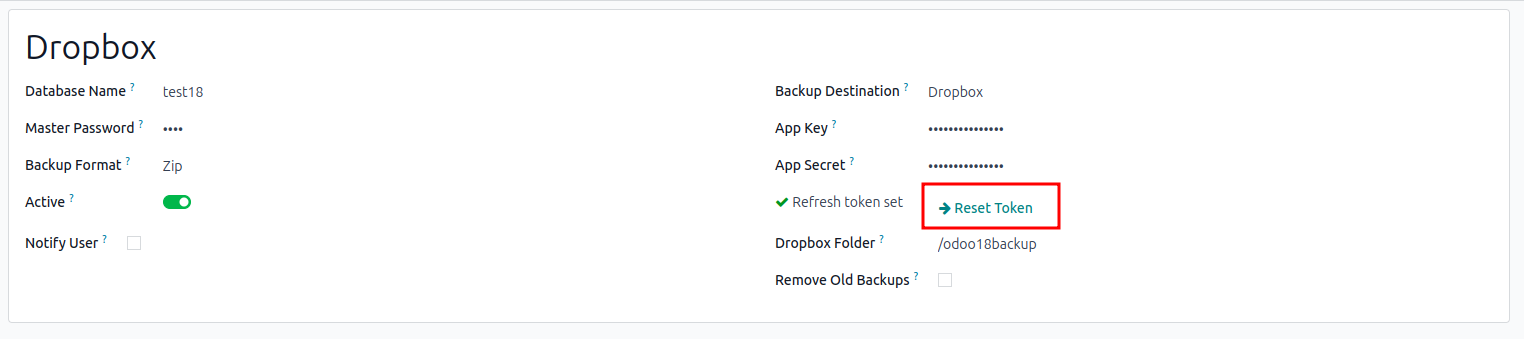 Dropbox
Database Name ? test18
Master Password ? ••••
Backup Format ? Zip
Active ?
Notify User ?
Backup Destination ? Dropbox
App Key ? •••••••••••••••
App Secret ? •••••••••••••••
Refresh token set Reset Token
Dropbox Folder ? /odoo18backup
Remove Old Backups ?